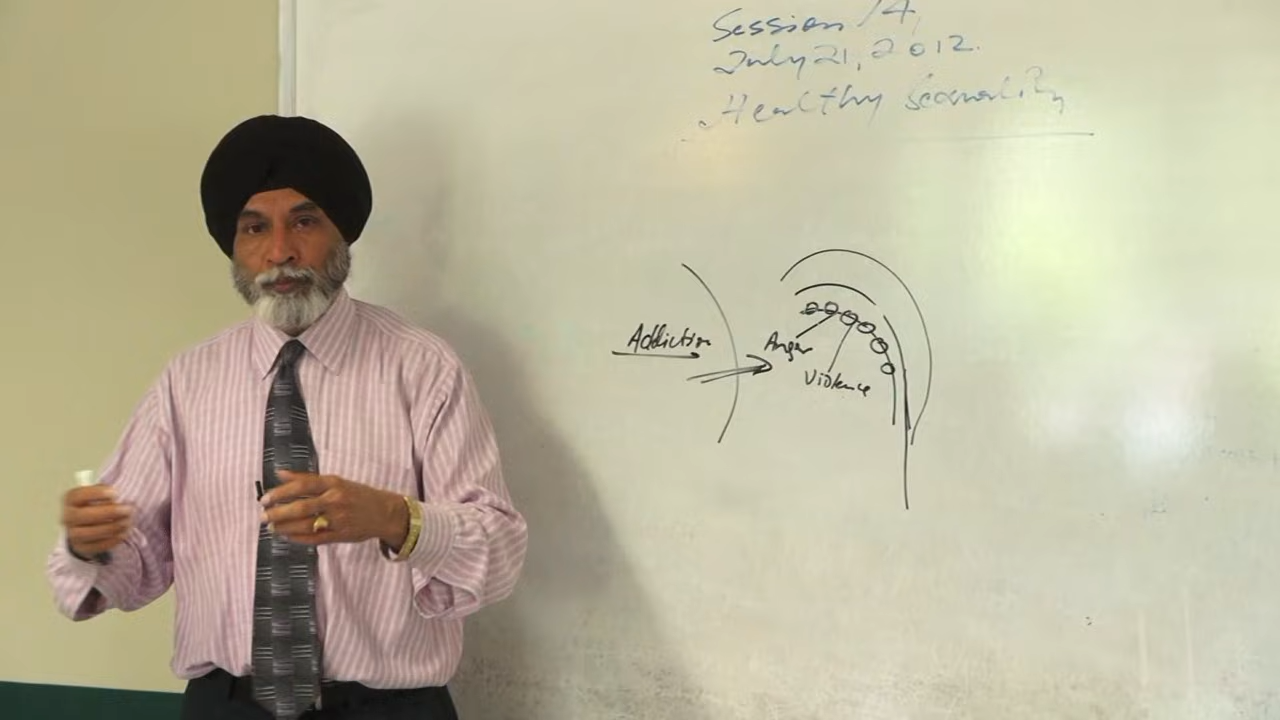 Session 14,
July 21, 2012.
Healthy Sexuality
Addiction
Anger
Violence